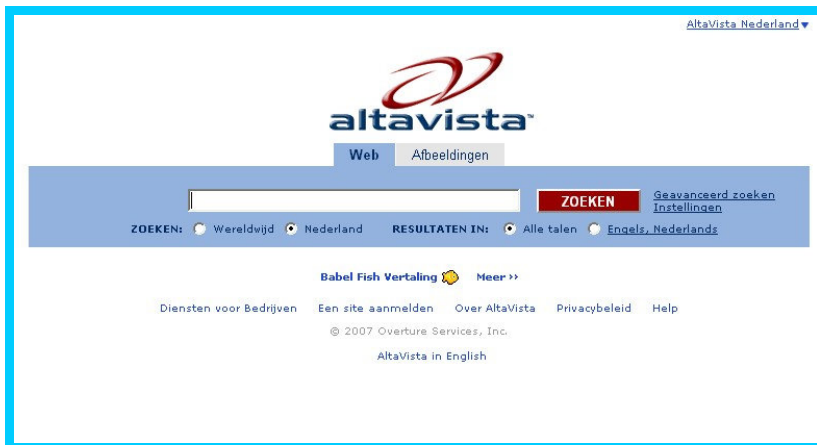 AltaVista Nederland
altavista™
Web Afbeeldingen
ZOEKEN Geavanceerd zoeken
Instellingen
ZOEKEN: Wereldwijd Nederland RESULTATEN IN: Alle talen Engels, Nederlands
Babel Fish Vertaling Meer ››
Diensten voor Bedrijven Een site aanmelden Over AltaVista Privacybeleid Help
© 2007 Overture Services, Inc.
AltaVista in English